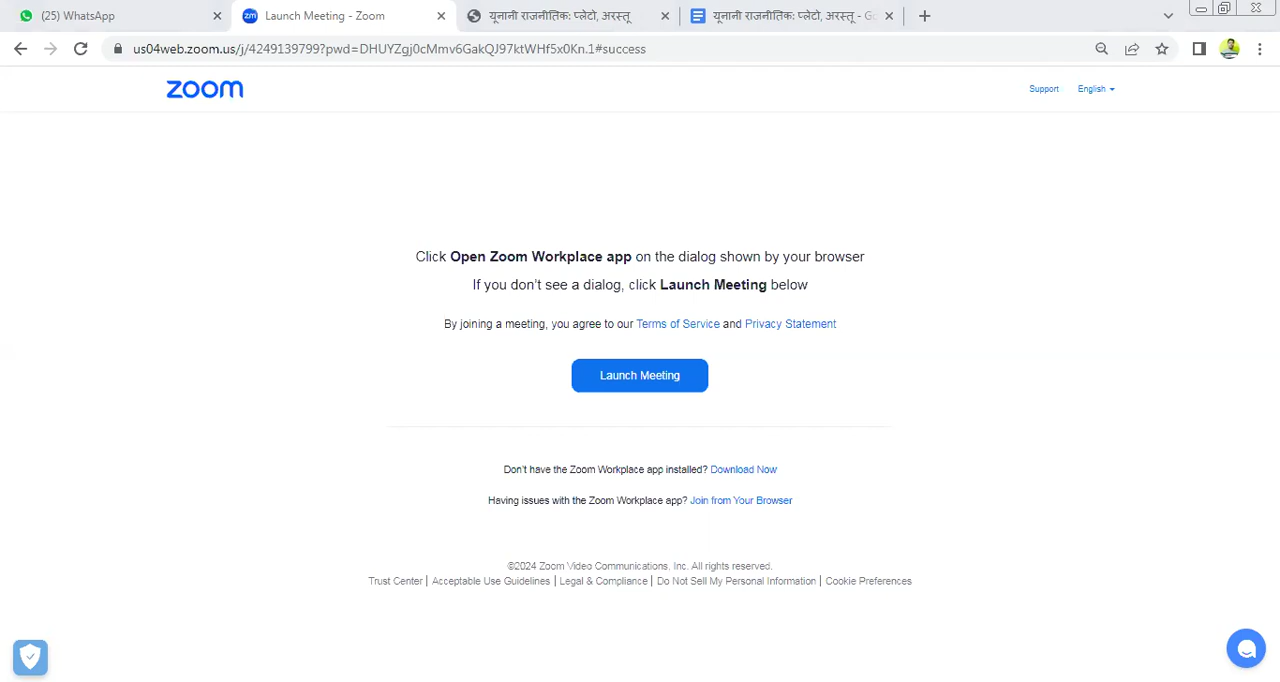 (25) WhatsApp
Launch Meeting - Zoom
यूनानी राजनीतिक: प्लेटो, अरस्तू
यूनानी राजनीतिक: प्लेटो, अरस्तू - Go
us04web.zoom.us/j/4249139799?pwd=DHUYZgj0cMmv6GakQJ97ktWHf5x0Kn.1#success
zoom
Support
English
Click Open Zoom Workplace app on the dialog shown by your browser
If you don't see a dialog, click Launch Meeting below
By joining a meeting, you agree to our Terms of Service and Privacy Statement
Launch Meeting
Don't have the Zoom Workplace app installed? Download Now
Having issues with the Zoom Workplace app? Join from Your Browser
©2024 Zoom Video Communications, Inc. All rights reserved.
Trust Center | Acceptable Use Guidelines | Legal & Compliance | Do Not Sell My Personal Information | Cookie Preferences